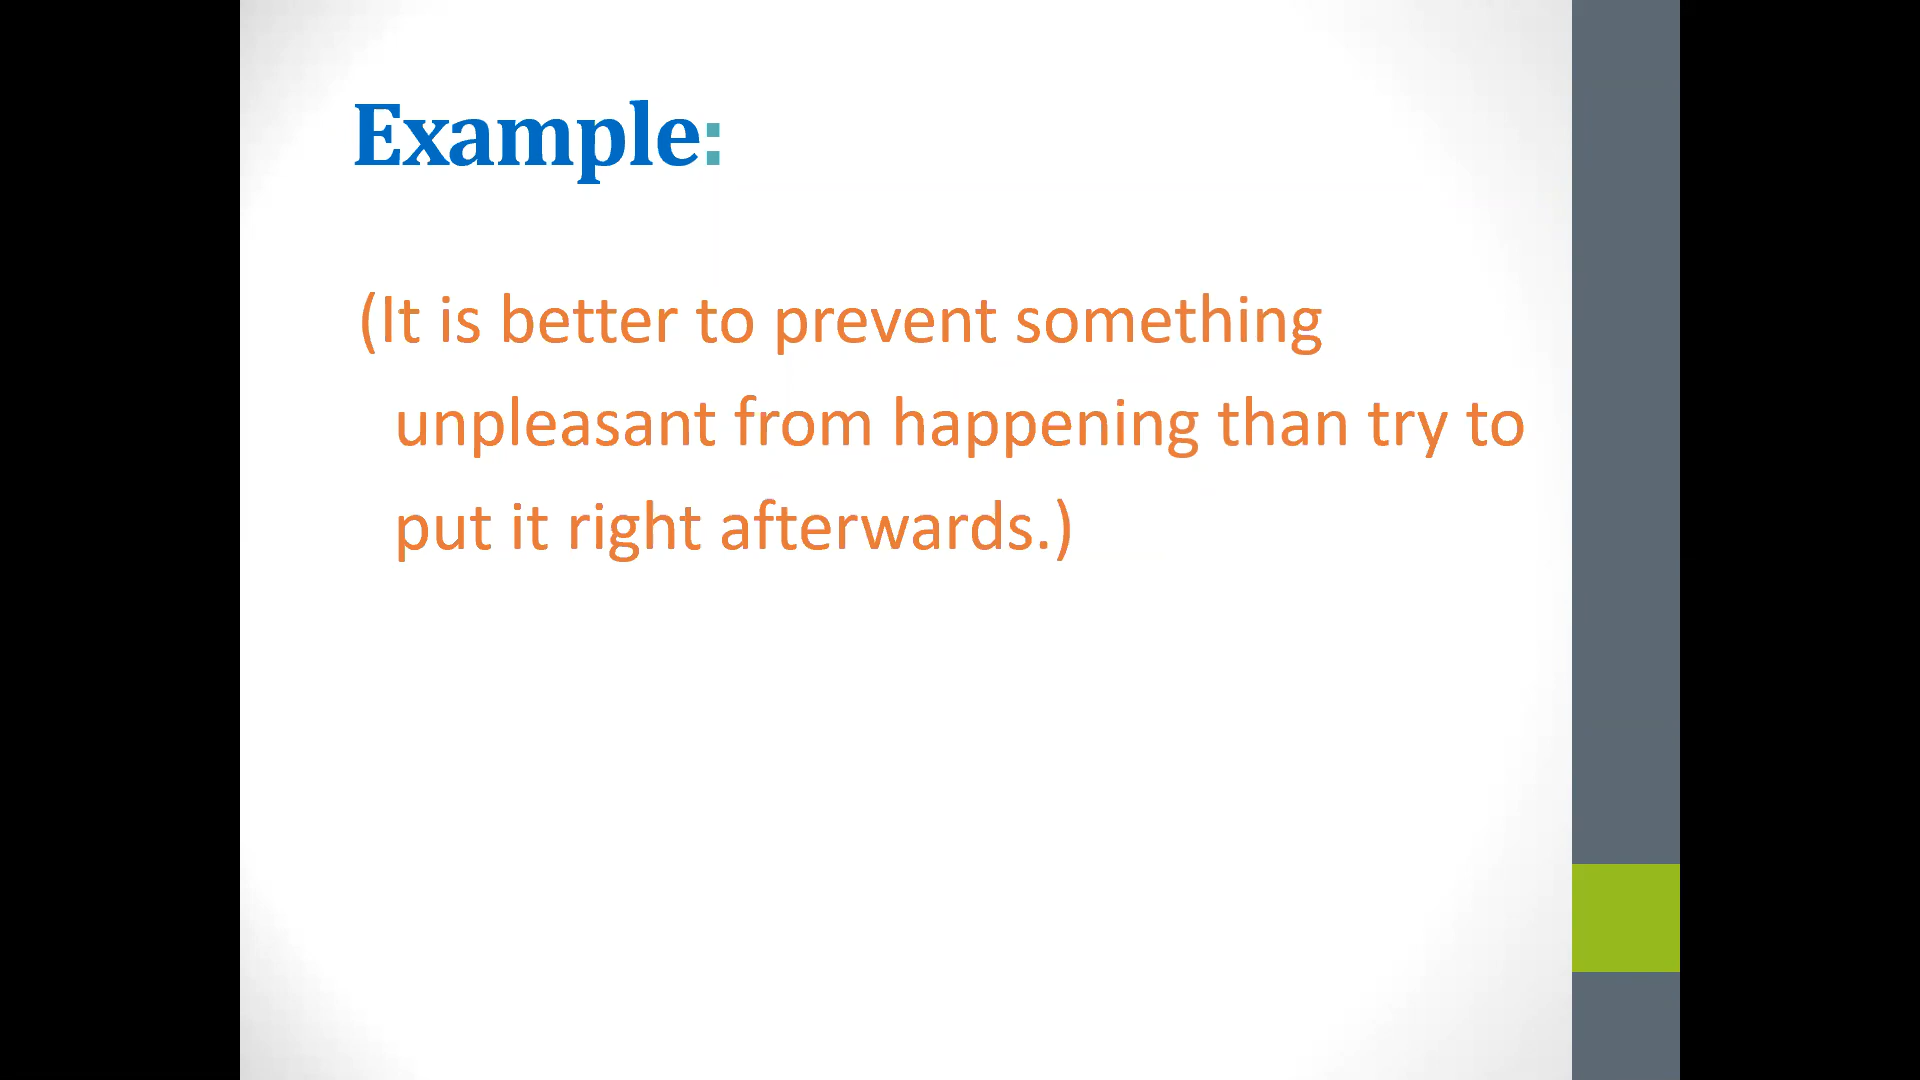 Example:
(It is better to prevent something
unpleasant from happening than try to
put it right afterwards.)